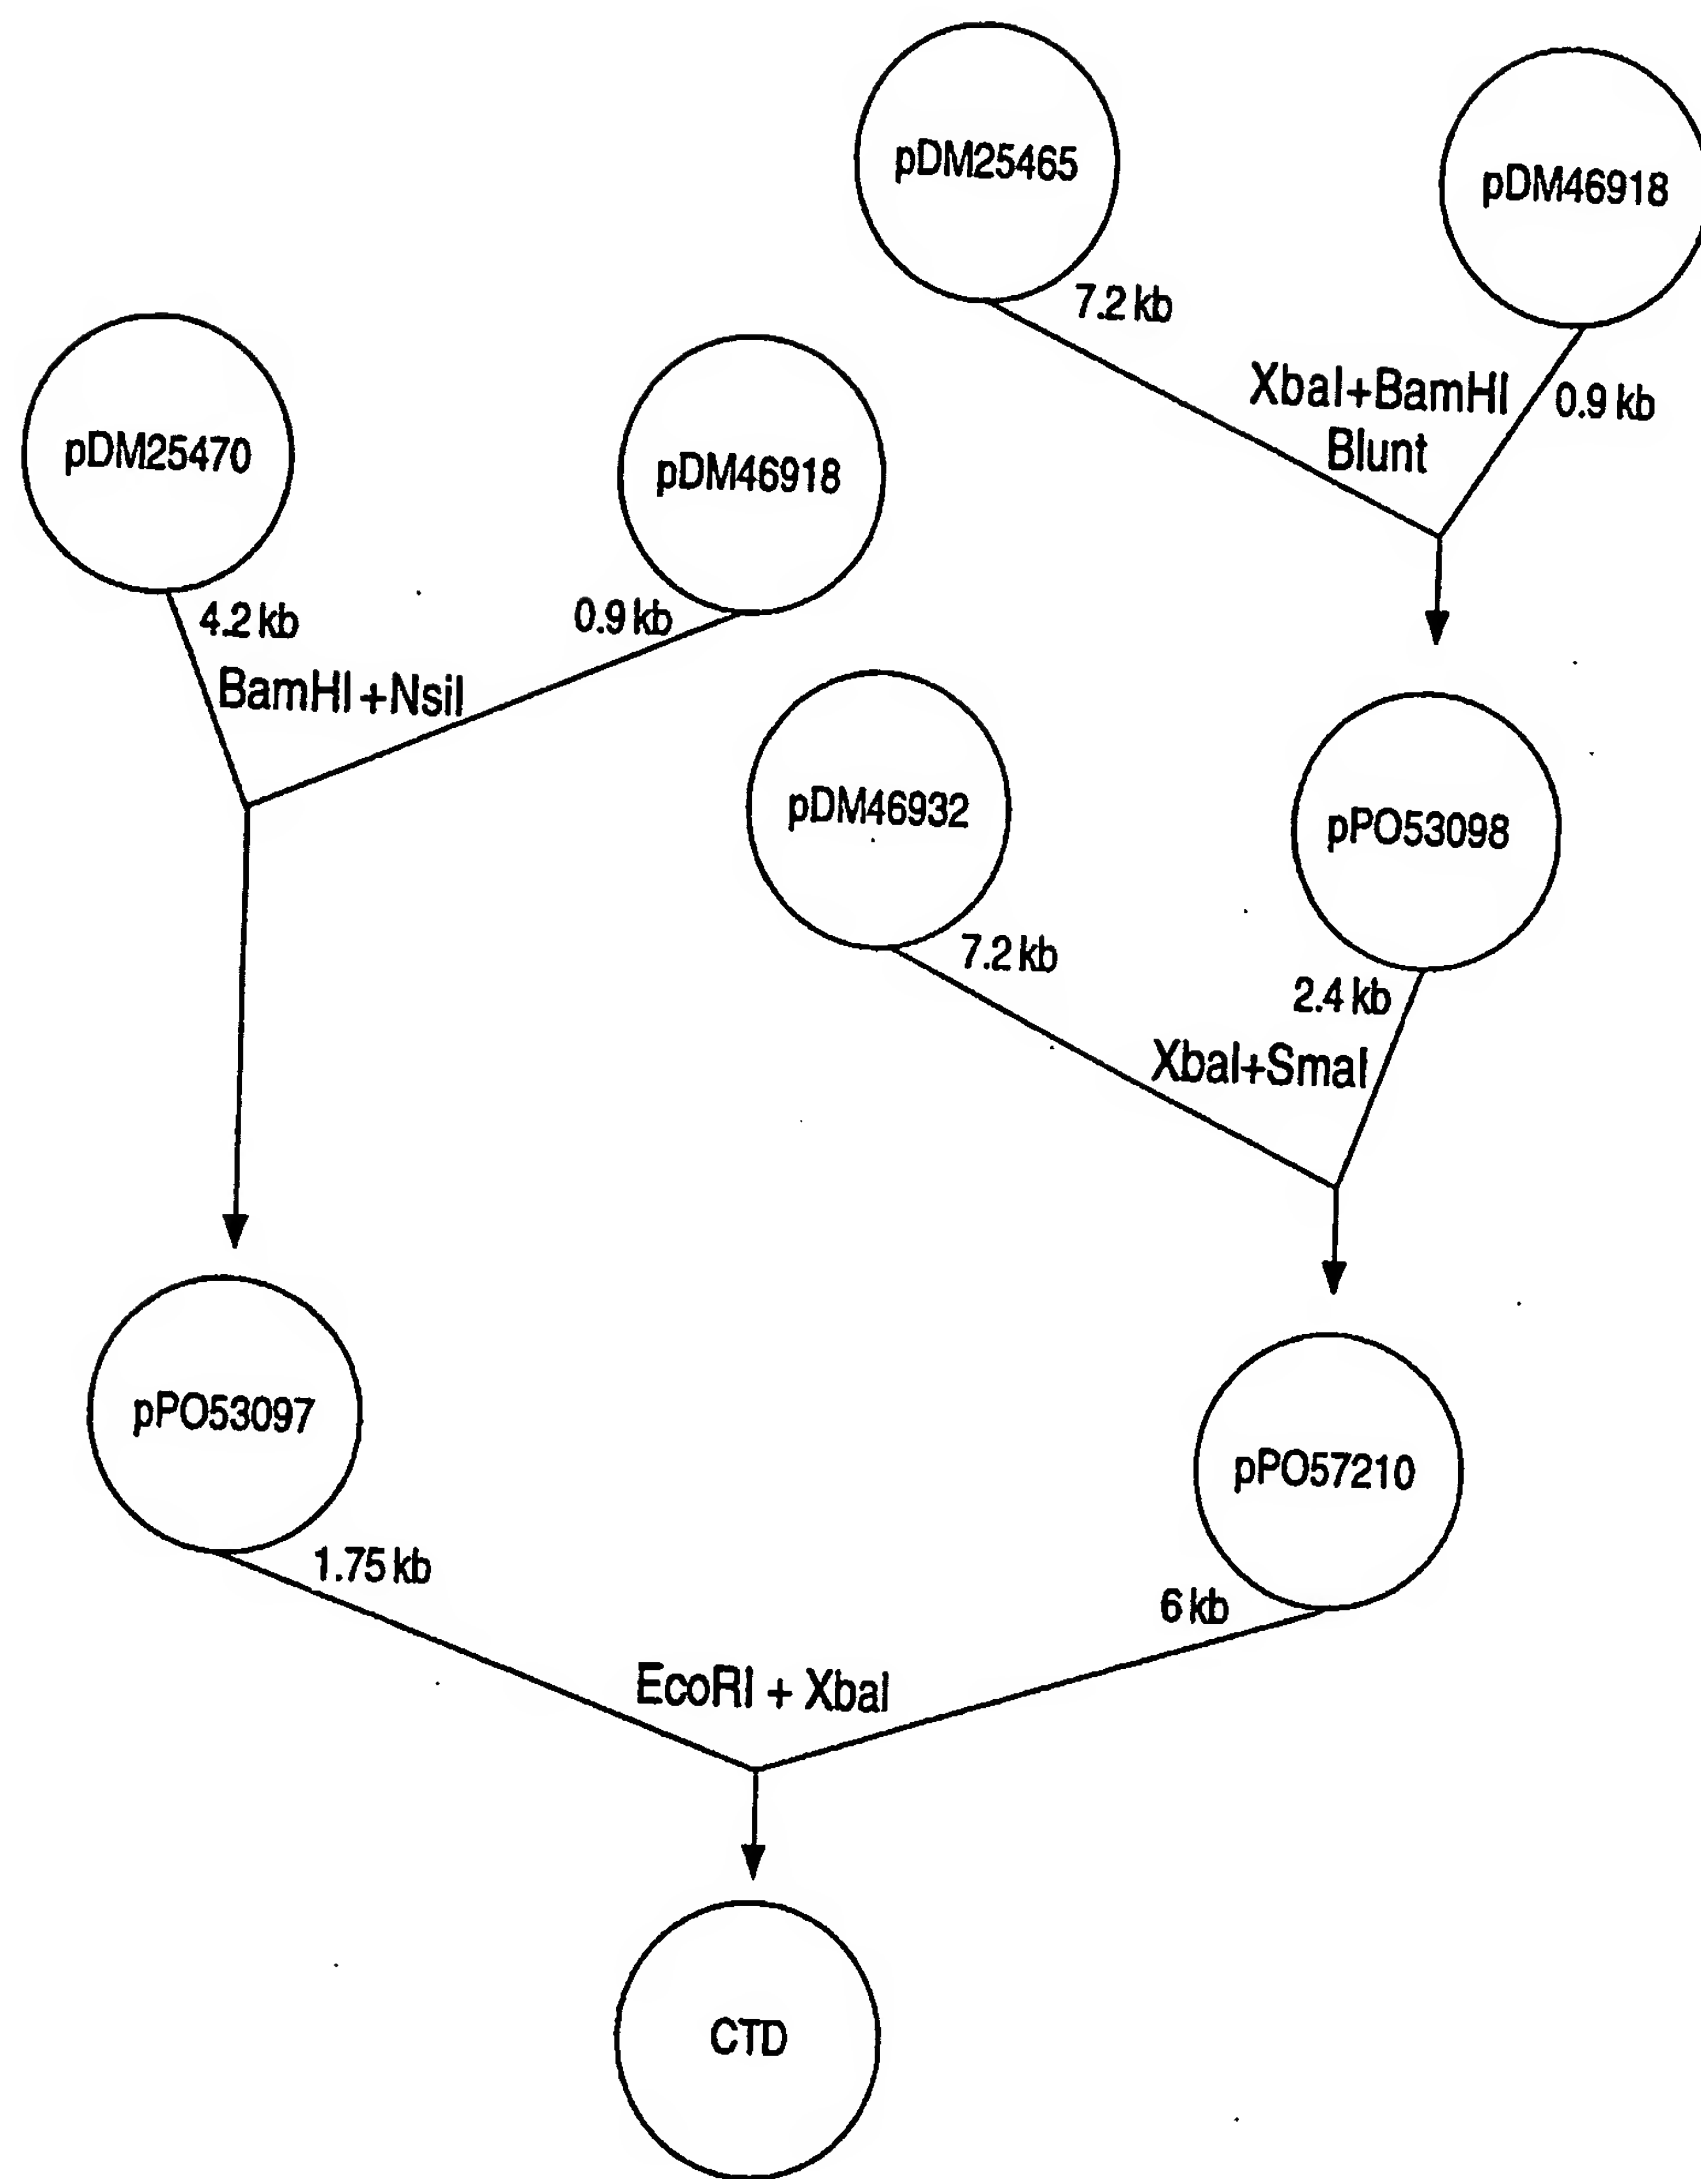 pDM25465
pDM46918
7.2 kb
XbaI+BamHI
Blunt
0.9 kb
pDM25470
pDM46918
4.2 kb
0.9 kb
BamHI+NsiI
pDM46932
pPO53098
7.2 kb
2.4 kb
XbaI+SmaI
pPO53097
pPO57210
1.75 kb
6 kb
EcoRI + XbaI
CTD